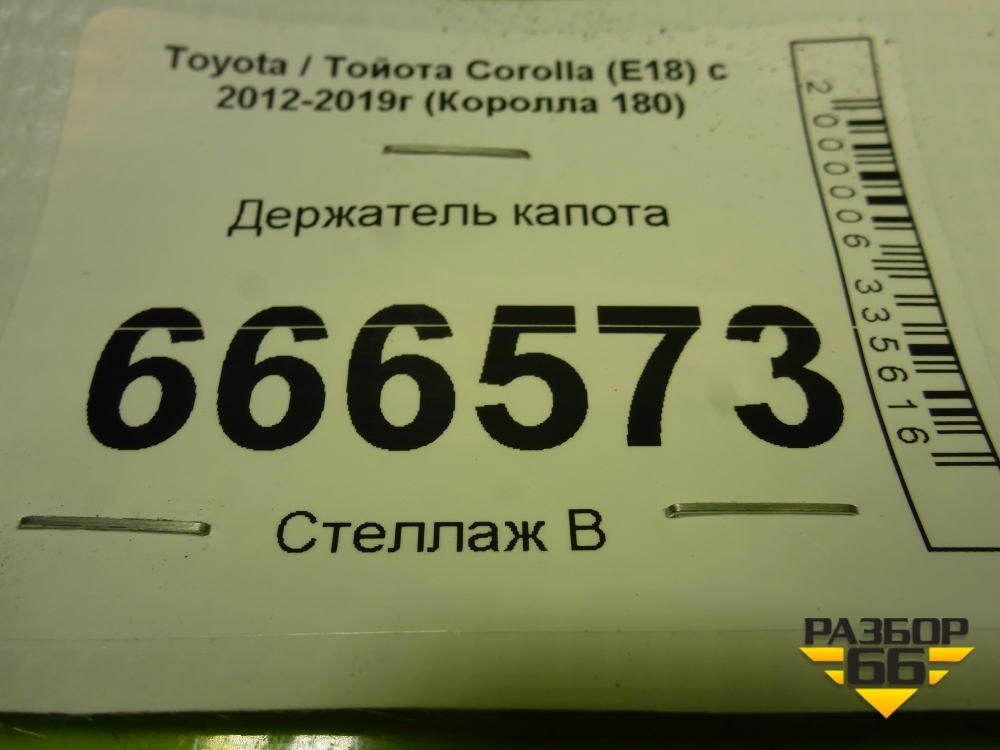 Toyota / Тойота Corolla (E18) с
2012-2019г (Королла 180)
Держатель капота
666573
Стеллаж В
2000006335616
РАЗБОР
66